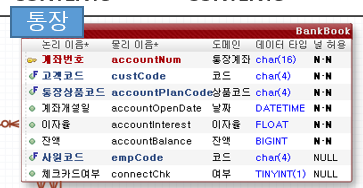 통장
BankBook
논리 이름* 물리 이름* 도메인 데이터 타입 널 허용
계좌번호 accountNum 통장계좌 char(16) N·N
고객코드 custCode 코드 char(4) N·N
통장상품코드 accountPlanCode 상품코드 char(4) N·N
계좌개설일 accountOpenDate 날짜 DATETIME N·N
이자율 accountInterest 이자율 FLOAT N·N
잔액 accountBalance 잔액 BIGINT N·N
사원코드 empCode 코드 char(4) NULL
체크카드여부 connectChk 여부 TINYINT(1) NULL